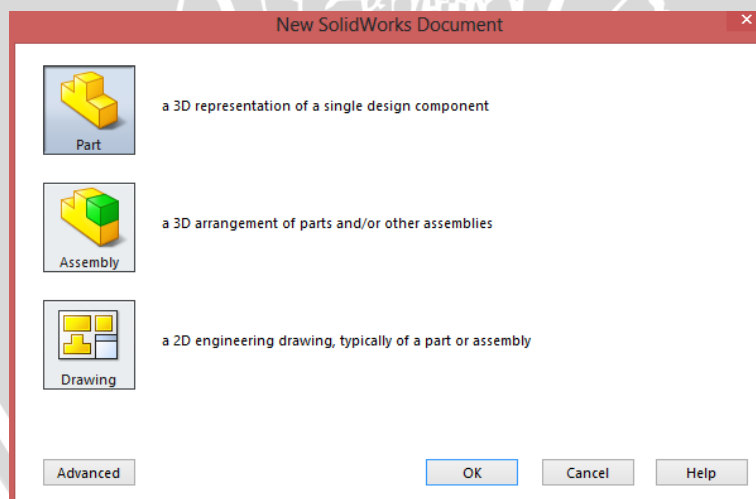 New SolidWorks Document
Part
a 3D representation of a single design component
Assembly
a 3D arrangement of parts and/or other assemblies
Drawing
a 2D engineering drawing, typically of a part or assembly
Advanced
OK
Cancel
Help